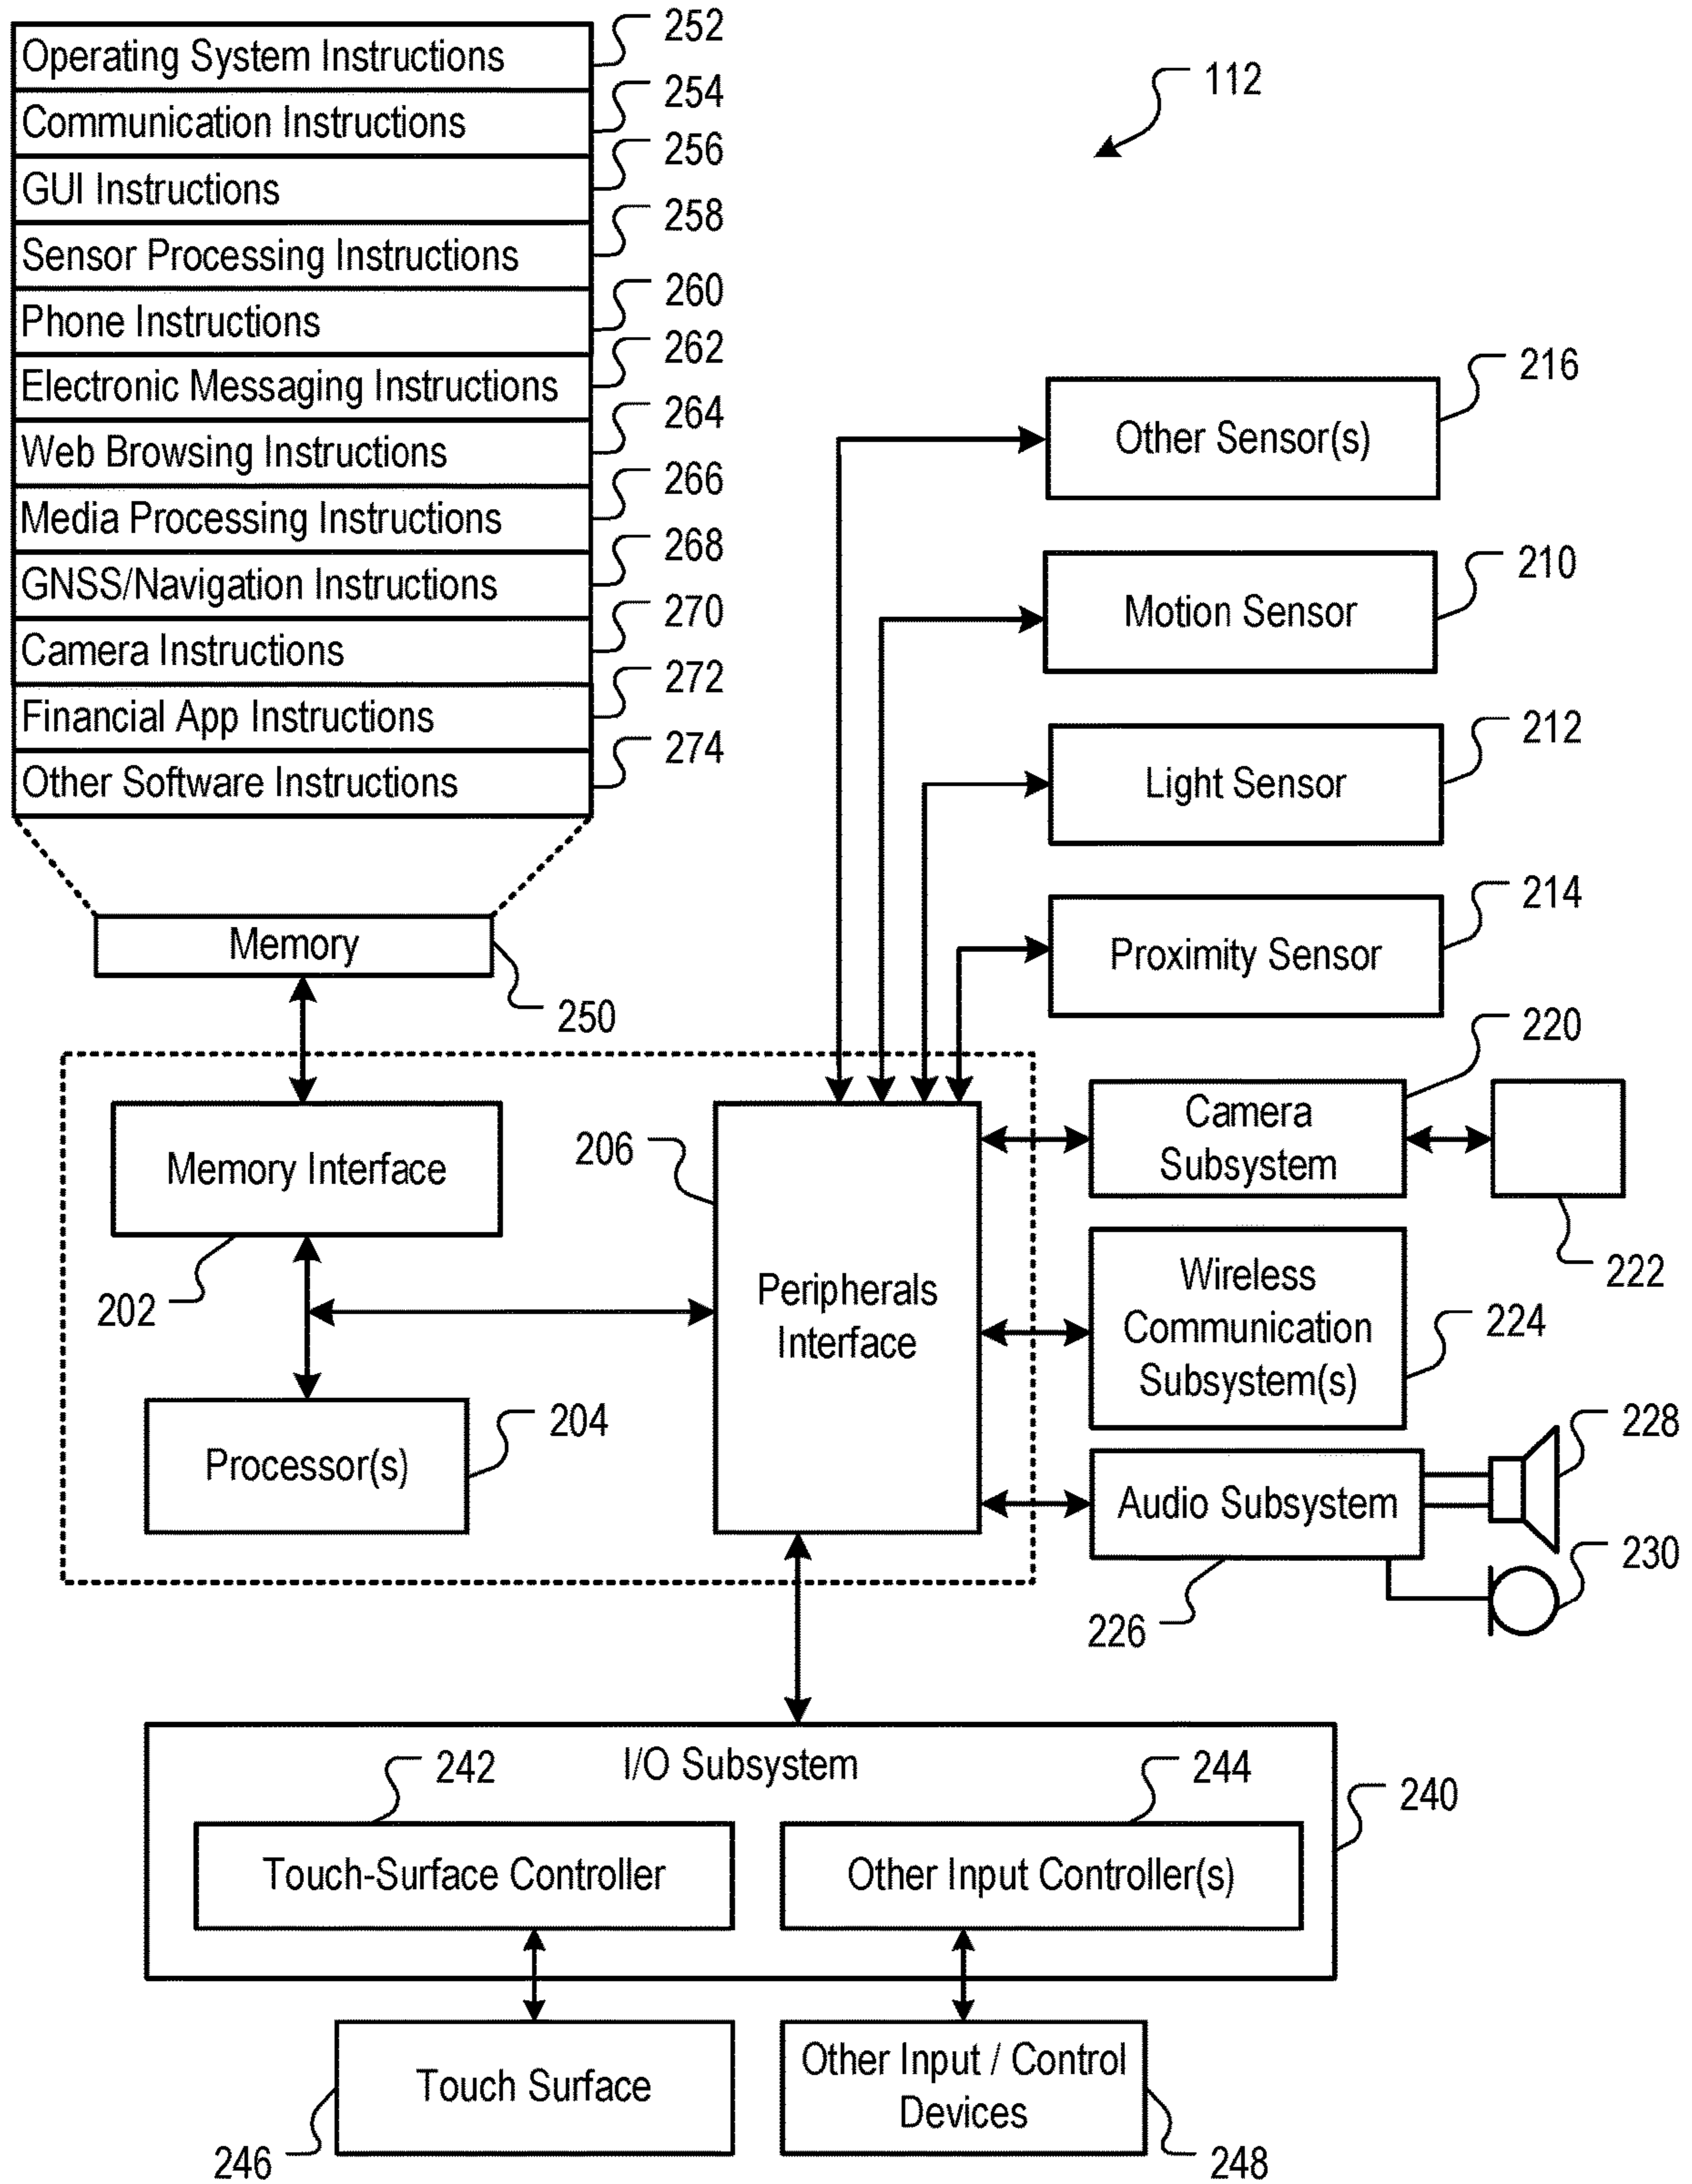 252
Operating System Instructions
254
Communication Instructions
256
GUI Instructions
258
Sensor Processing Instructions
260
Phone Instructions
262
Electronic Messaging Instructions
264
Web Browsing Instructions
266
Media Processing Instructions
268
GNSS/Navigation Instructions
270
Camera Instructions
272
Financial App Instructions
274
Other Software Instructions
Memory
250
112
216
Other Sensor(s)
210
Motion Sensor
212
Light Sensor
214
Proximity Sensor
220
Camera
Subsystem
222
Memory Interface
202
206
Peripherals
Interface
Processor(s)
204
Wireless
Communication
Subsystem(s)
224
Audio Subsystem
226
228
230
I/O Subsystem
240
242
Touch-Surface Controller
244
Other Input Controller(s)
Touch Surface
246
Other Input / Control
Devices
248